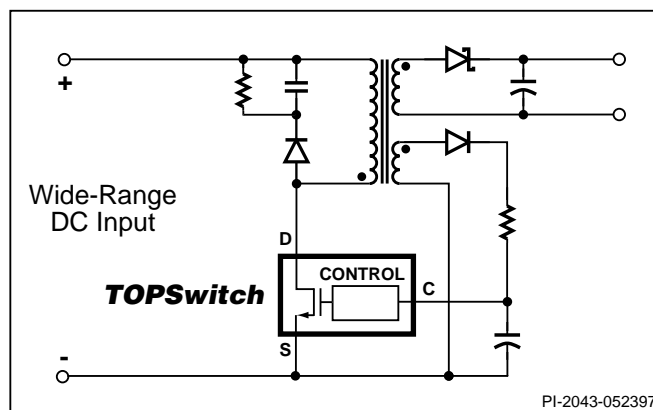 +
Wide-Range
DC Input
D
CONTROL
C
TOPSwitch
S
-
PI-2043-052397